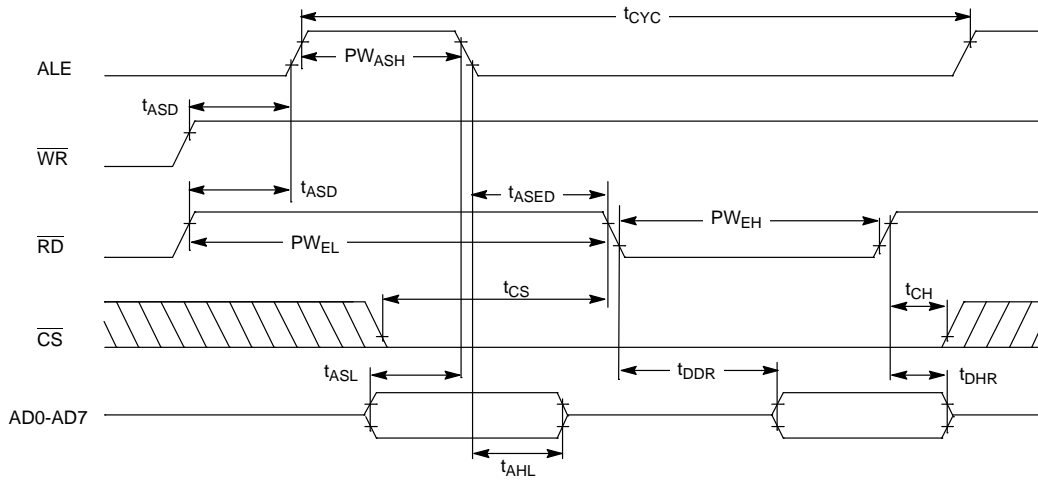 tCYC
ALE
PWASH
tASD
WR
tASD
tASED
RD
PWEL
PWEH
tCS
tCH
CS
tASL
tDDR
tDHR
AD0-AD7
tAHL